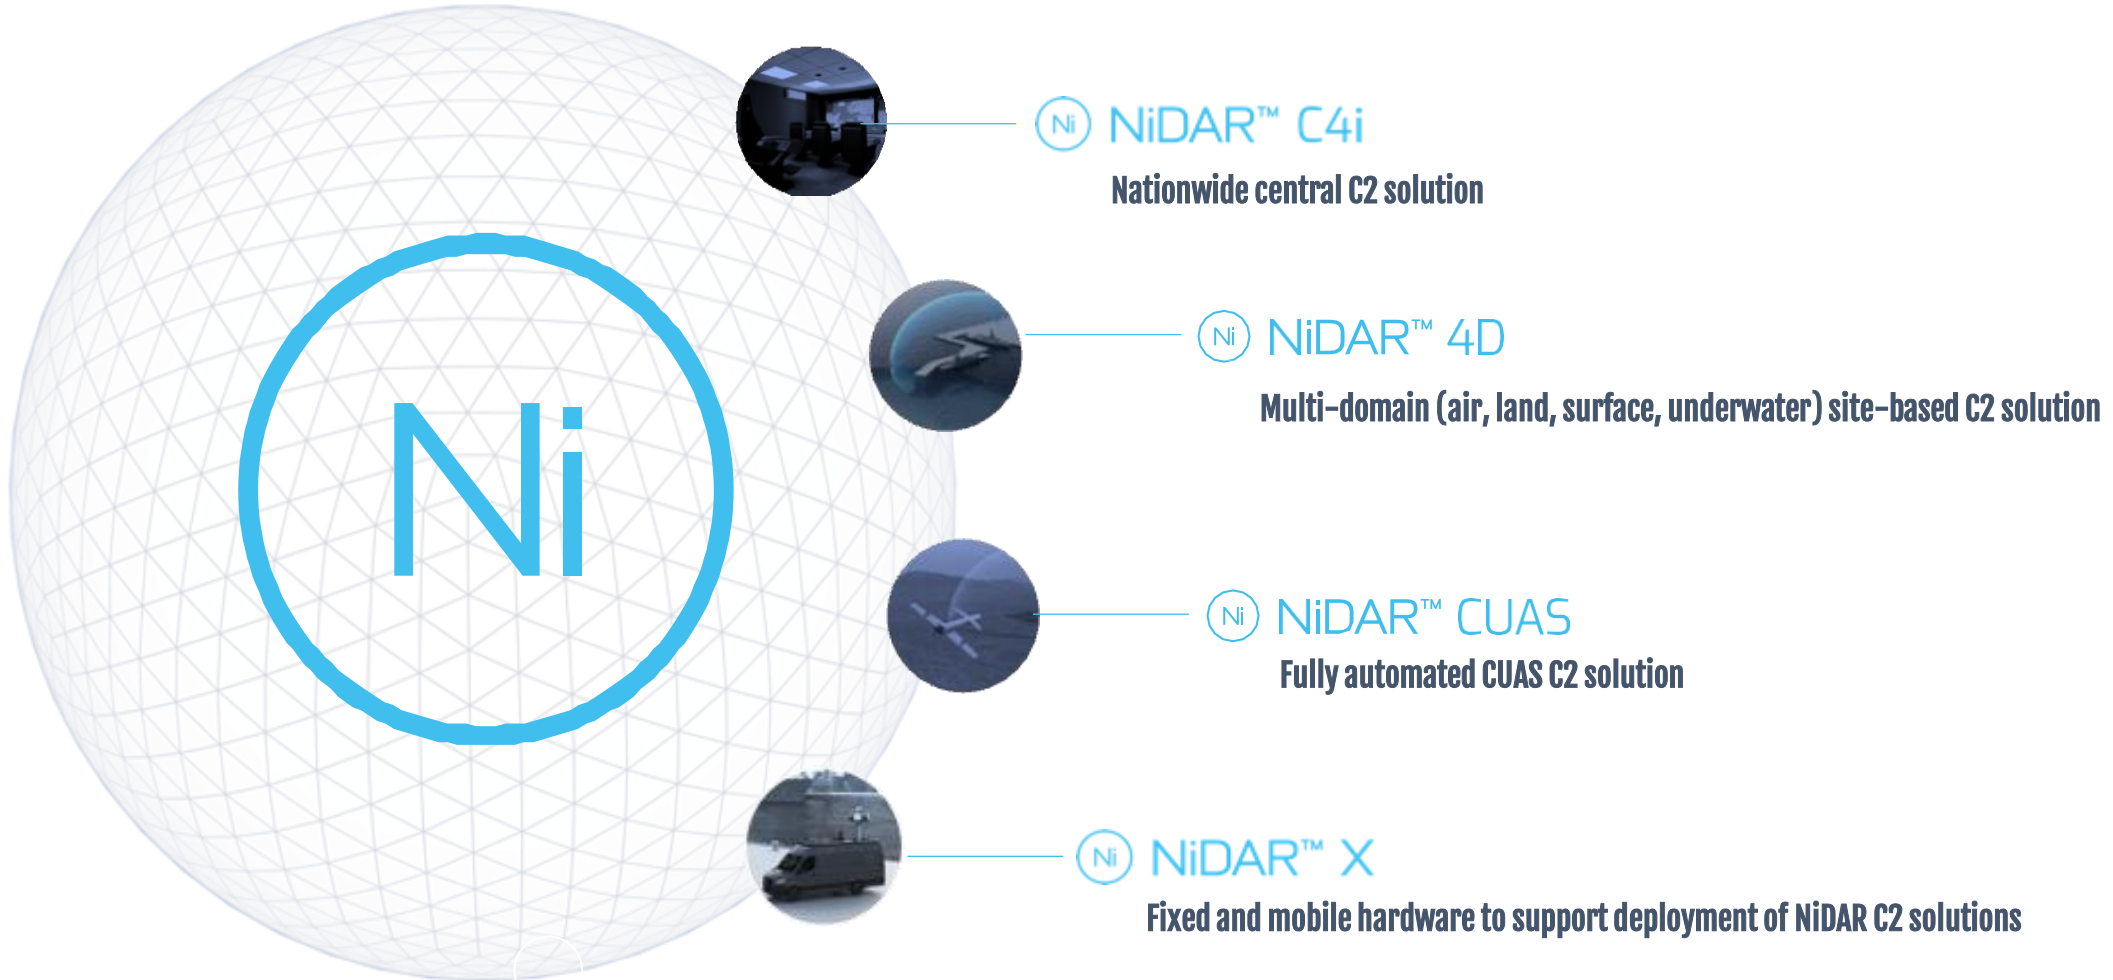 Ni
Ni NiDAR™ C4i
Nationwide central C2 solution
Ni NiDAR™ 4D
Multi-domain (air, land, surface, underwater) site-based C2 solution
Ni NiDAR™ CUAS
Fully automated CUAS C2 solution
Ni NiDAR™ X
Fixed and mobile hardware to support deployment of NiDAR C2 solutions